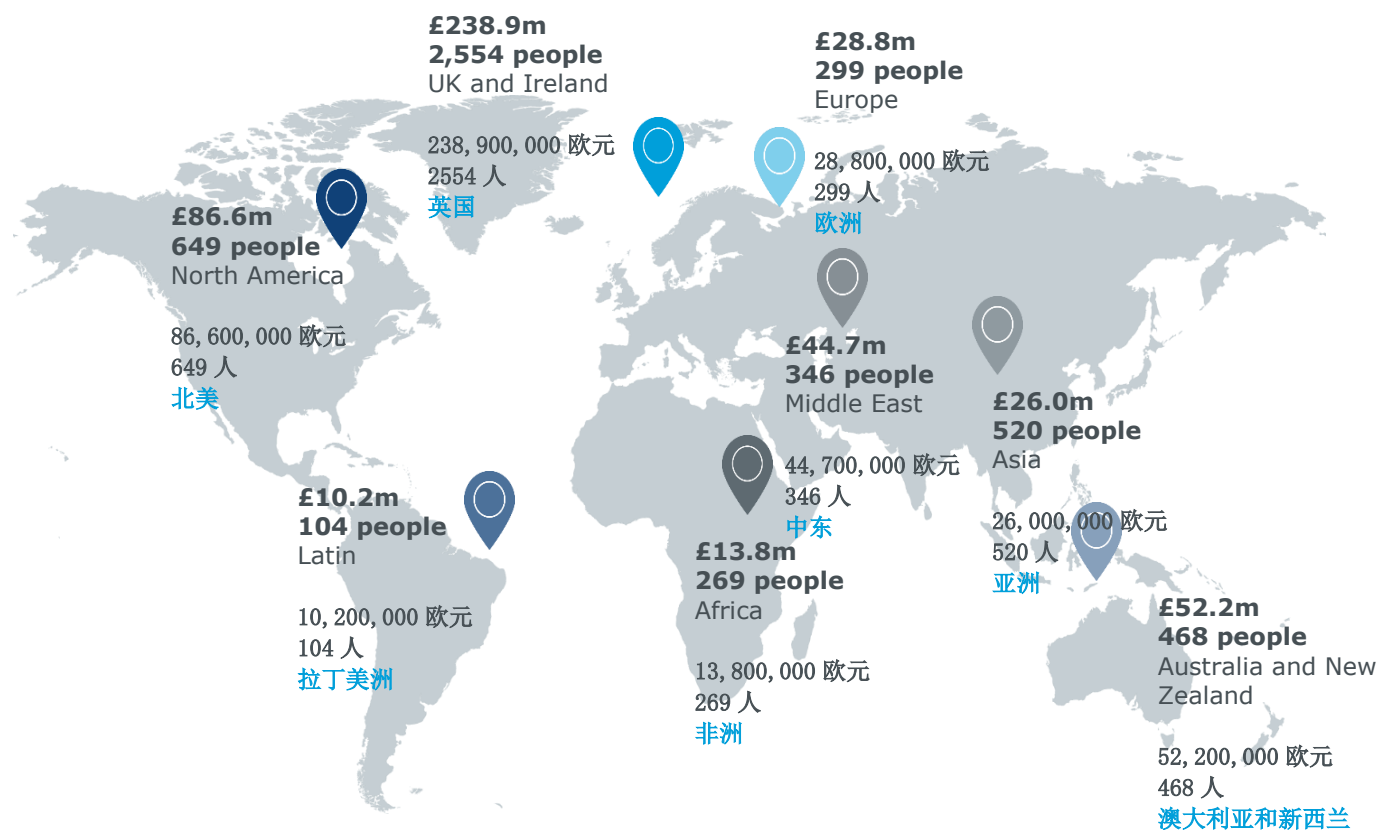 £238.9m
2,554 people
UK and Ireland
238,900,000 欧元
2554 人
英国
£28.8m
299 people
Europe
28,800,000 欧元
299 人
欧洲
£86.6m
649 people
North America
86,600,000 欧元
649 人
北美
£44.7m
346 people
Middle East
44,700,000 欧元
346 人
中东
£26.0m
520 people
Asia
26,000,000 欧元
520 人
亚洲
£10.2m
104 people
Latin
10,200,000 欧元
104 人
拉丁美洲
£13.8m
269 people
Africa
13,800,000 欧元
269 人
非洲
£52.2m
468 people
Australia and New
Zealand
52,200,000 欧元
468 人
澳大利亚和新西兰